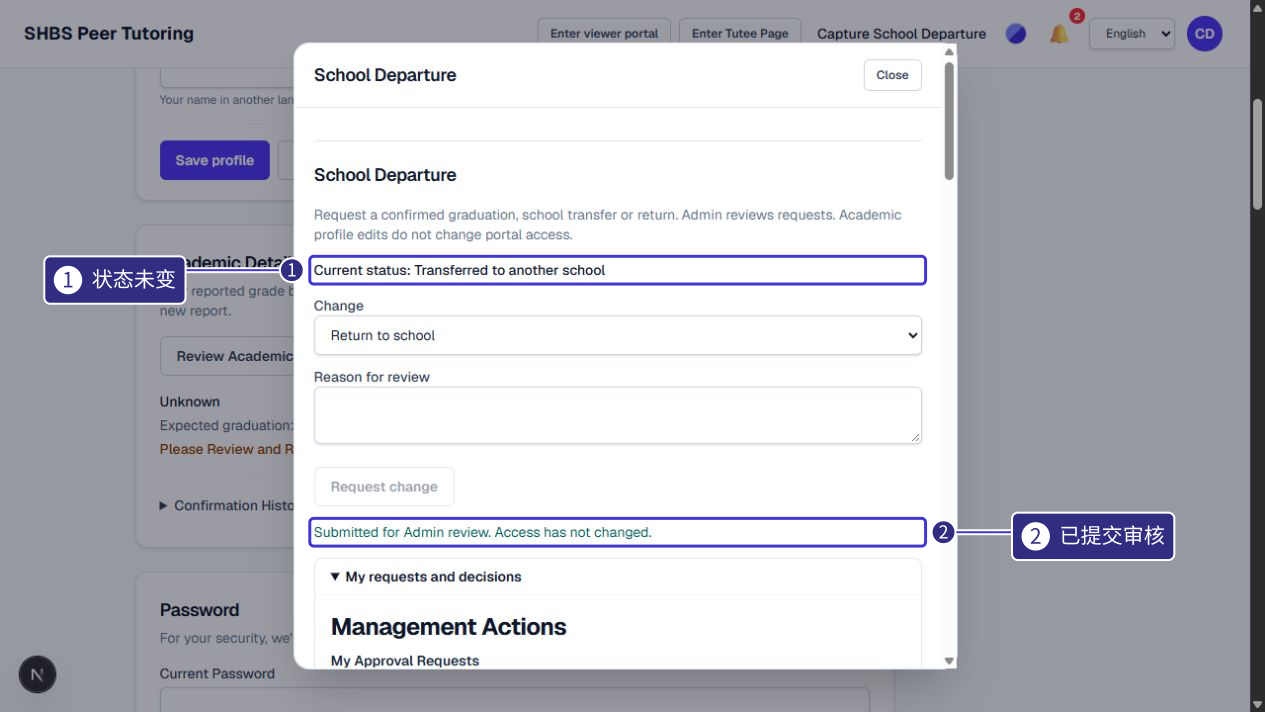 SHBS Peer Tutoring
Enter viewer portal
Enter Tutee Page
Capture School Departure
2
English
CD
School Departure
Close
Your name in another lan
Save profile
School Departure
Request a confirmed graduation, school transfer or return. Admin reviews requests. Academic
profile edits do not change portal access.
ademic Detai
1 状态未变
1
Current status: Transferred to another school
reported grade b
new report.
Change
Return to school
Review Academic
Reason for review
Unknown
Expected graduation:
Please Review and R
Request change
Confirmation Histo
Submitted for Admin review. Access has not changed.
2
2 已提交审核
My requests and decisions
Management Actions
My Approval Requests
Password
For your security, we'
Current Password
N